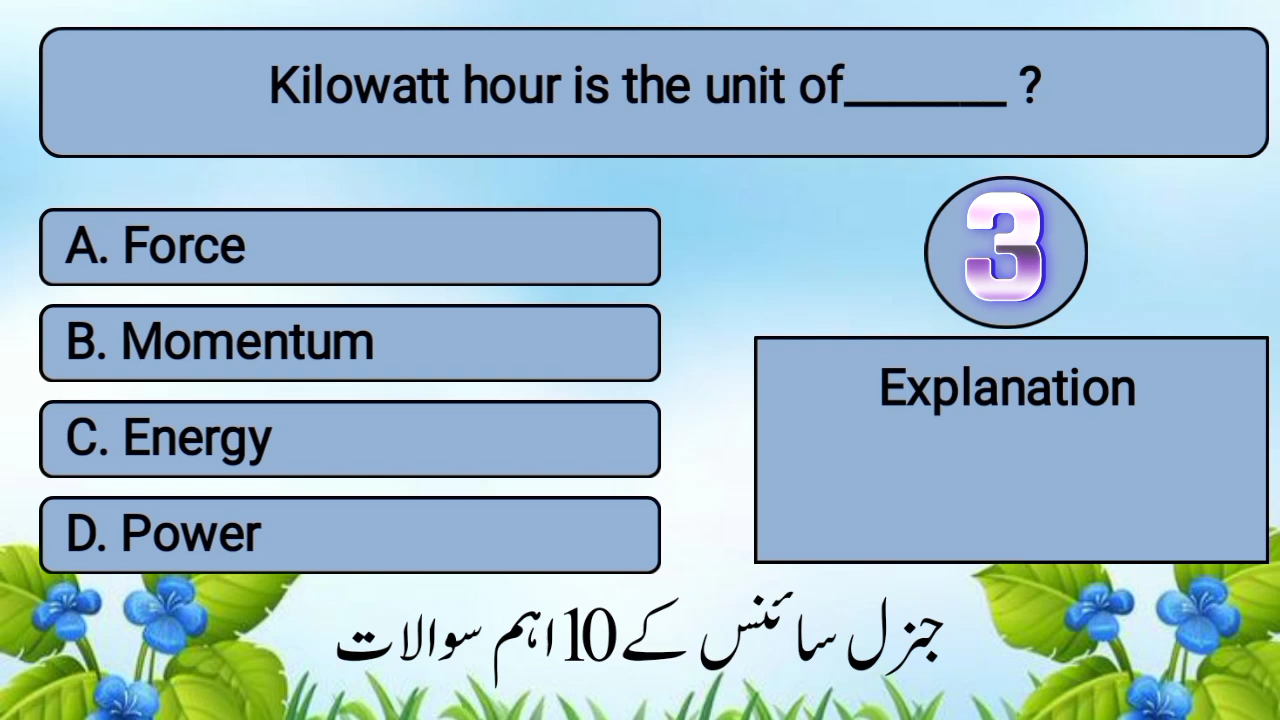 Kilowatt hour is the unit of_______ ?
A. Force
B. Momentum
C. Energy
D. Power
3
Explanation
جنرل سائنس کے 10 اہم سوالات